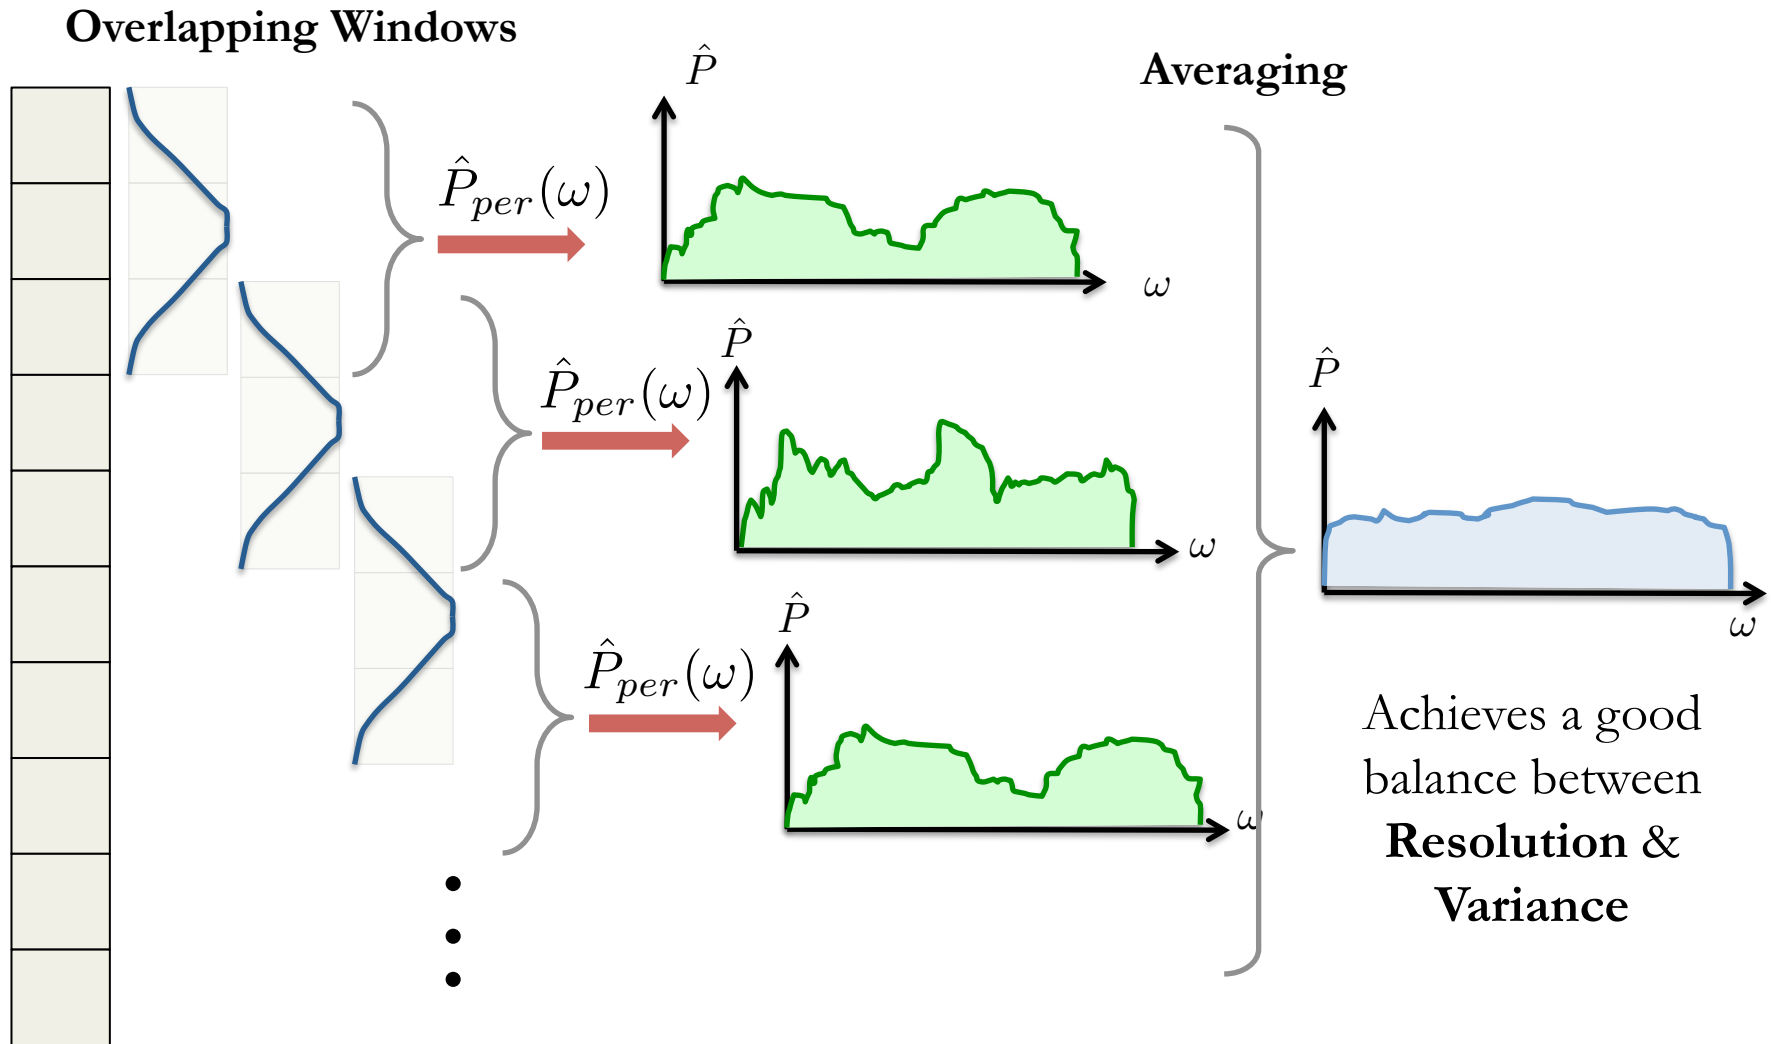 Overlapping Windows
Averaging
P̂
P̂_per(ω)
ω
P̂
P̂_per(ω)
ω
P̂
P̂_per(ω)
ω
P̂
ω
Achieves a good
balance between
Resolution &
Variance